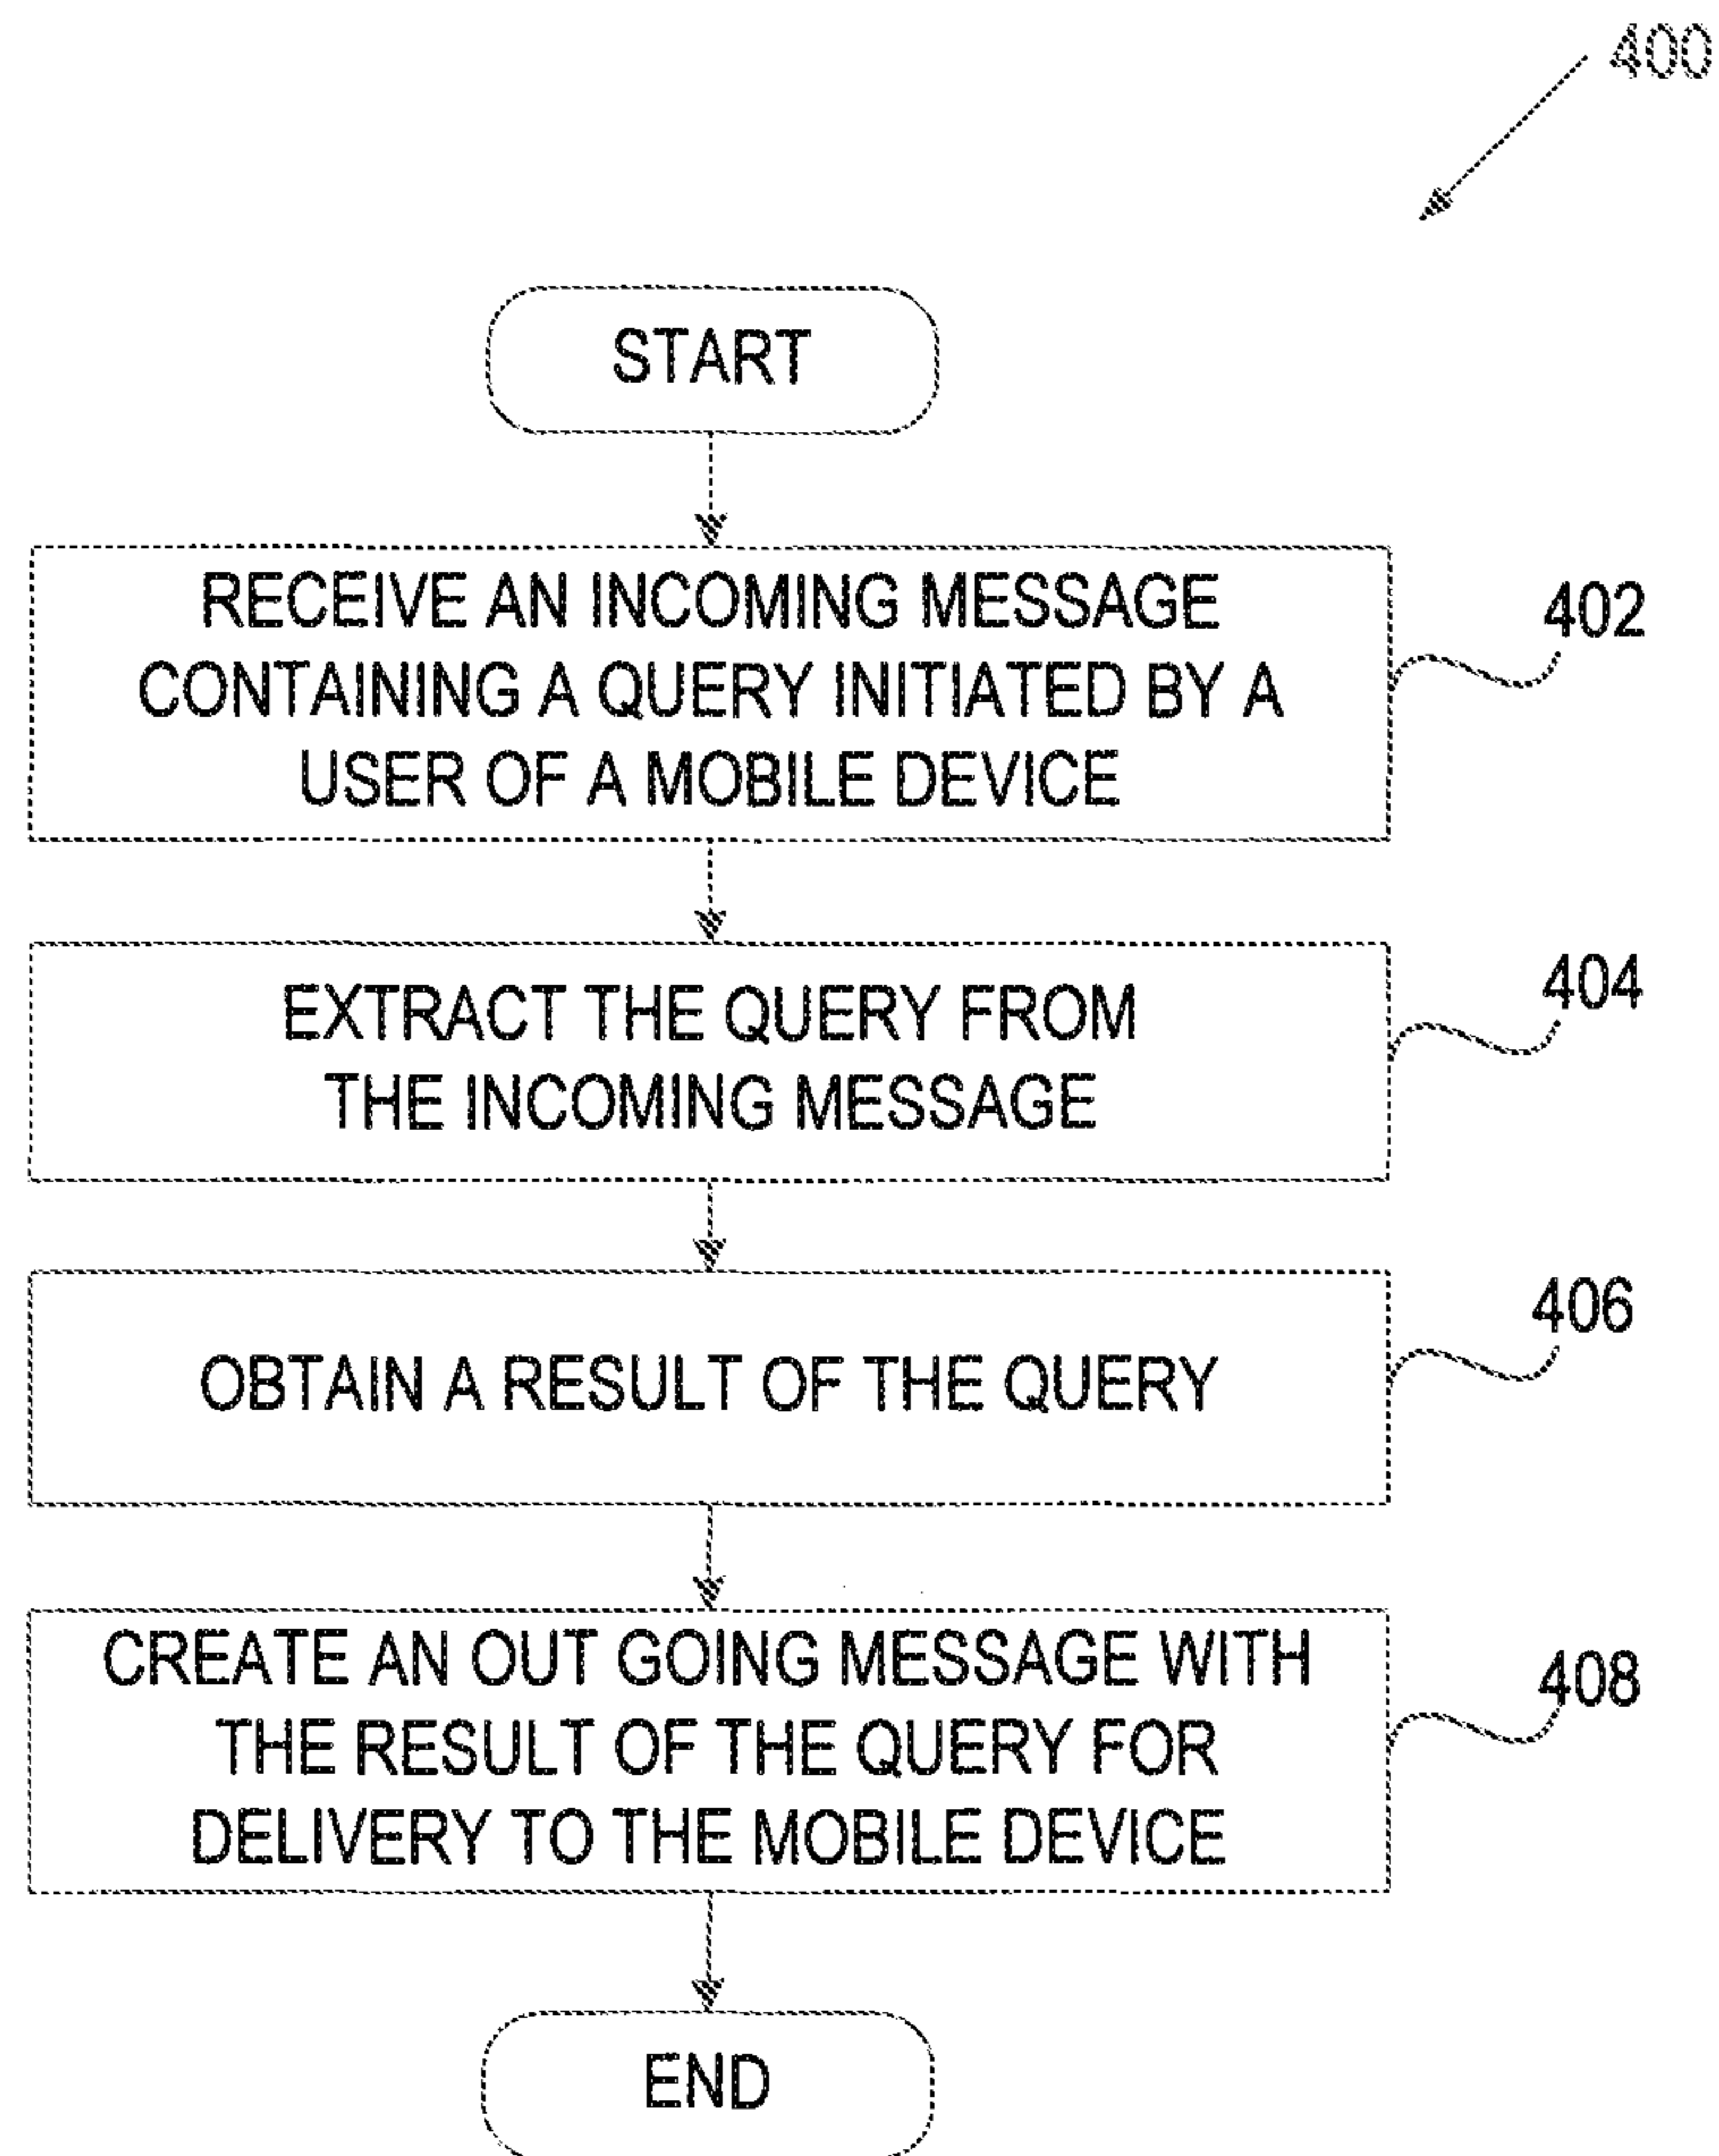 400
START
RECEIVE AN INCOMING MESSAGE
CONTAINING A QUERY INITIATED BY A
USER OF A MOBILE DEVICE
402
EXTRACT THE QUERY FROM
THE INCOMING MESSAGE
404
OBTAIN A RESULT OF THE QUERY
406
CREATE AN OUT GOING MESSAGE WITH
THE RESULT OF THE QUERY FOR
DELIVERY TO THE MOBILE DEVICE
408
END